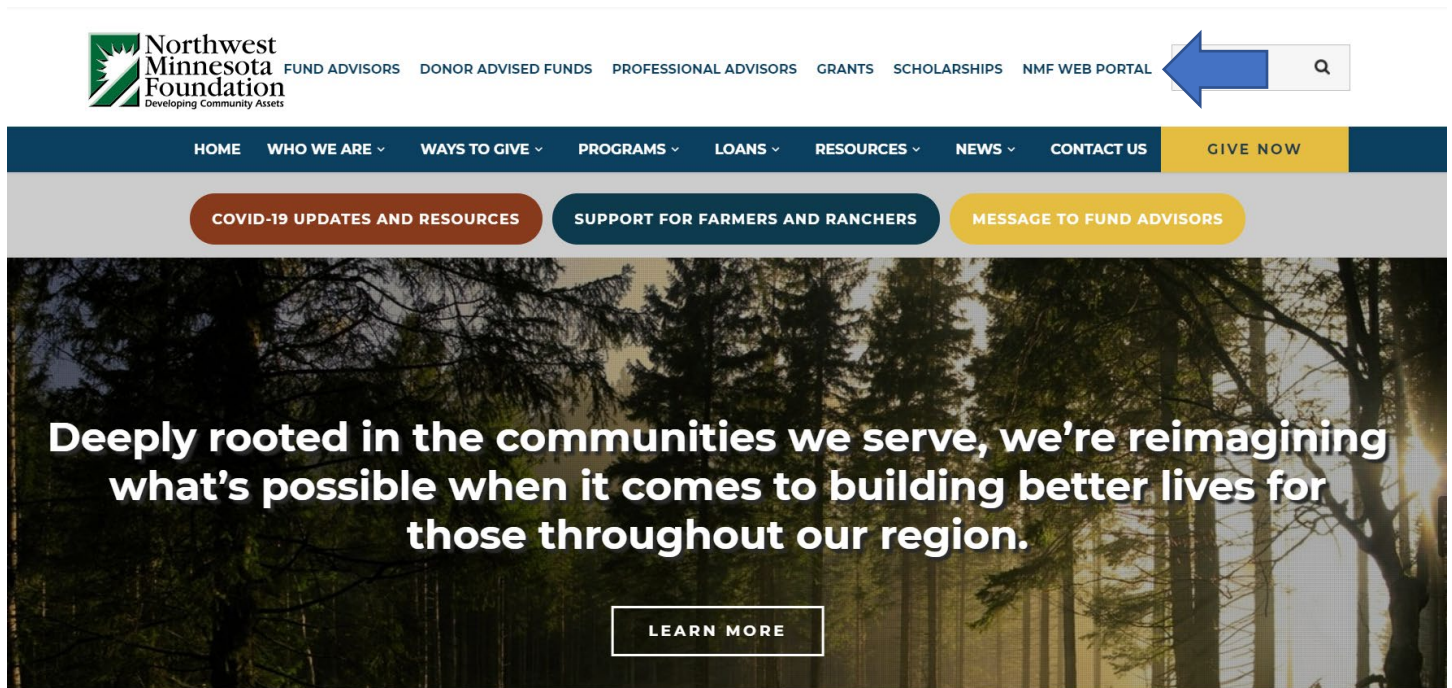 Northwest
Minnesota
Foundation
Developing Community Assets
FUND ADVISORS DONOR ADVISED FUNDS PROFESSIONAL ADVISORS GRANTS SCHOLARSHIPS NMF WEB PORTAL
HOME WHO WE ARE WAYS TO GIVE PROGRAMS LOANS RESOURCES NEWS CONTACT US GIVE NOW
COVID-19 UPDATES AND RESOURCES SUPPORT FOR FARMERS AND RANCHERS MESSAGE TO FUND ADVISORS
Deeply rooted in the communities we serve, we’re reimagining
what’s possible when it comes to building better lives for
those throughout our region.
LEARN MORE